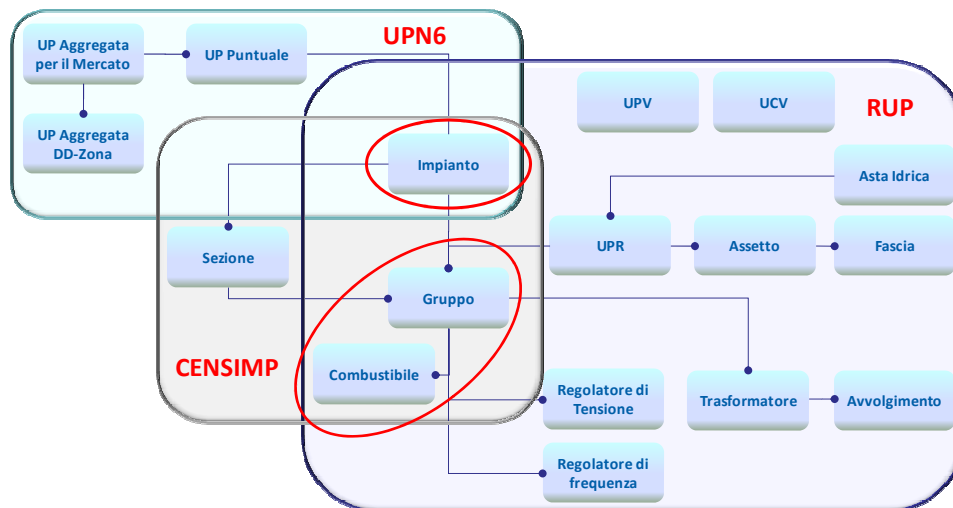 UPN6
UP Aggregata
per il Mercato
UP Puntuale
UP Aggregata
DD-Zona
UPV
UCV
RUP
Impianto
Asta Idrica
Sezione
UPR
Assetto
Fascia
Gruppo
CENSIMP
Combustibile
Regolatore di
Tensione
Trasformatore
Avvolgimento
Regolatore di
frequenza